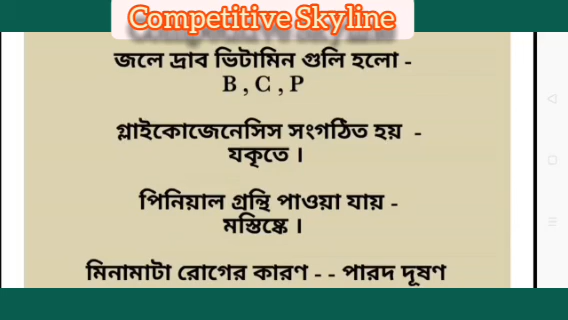 Competitive Skyline
জলে দ্রাব ভিটামিন গুলি হলো -
B , C , P
গ্লাইকোজেনেসিস সংগঠিত হয় -
যকৃতে ।
পিনিয়াল গ্রন্থি পাওয়া যায় -
মস্তিষ্কে ।
মিনামাটা রোগের কারণ - - পারদ দূষণ